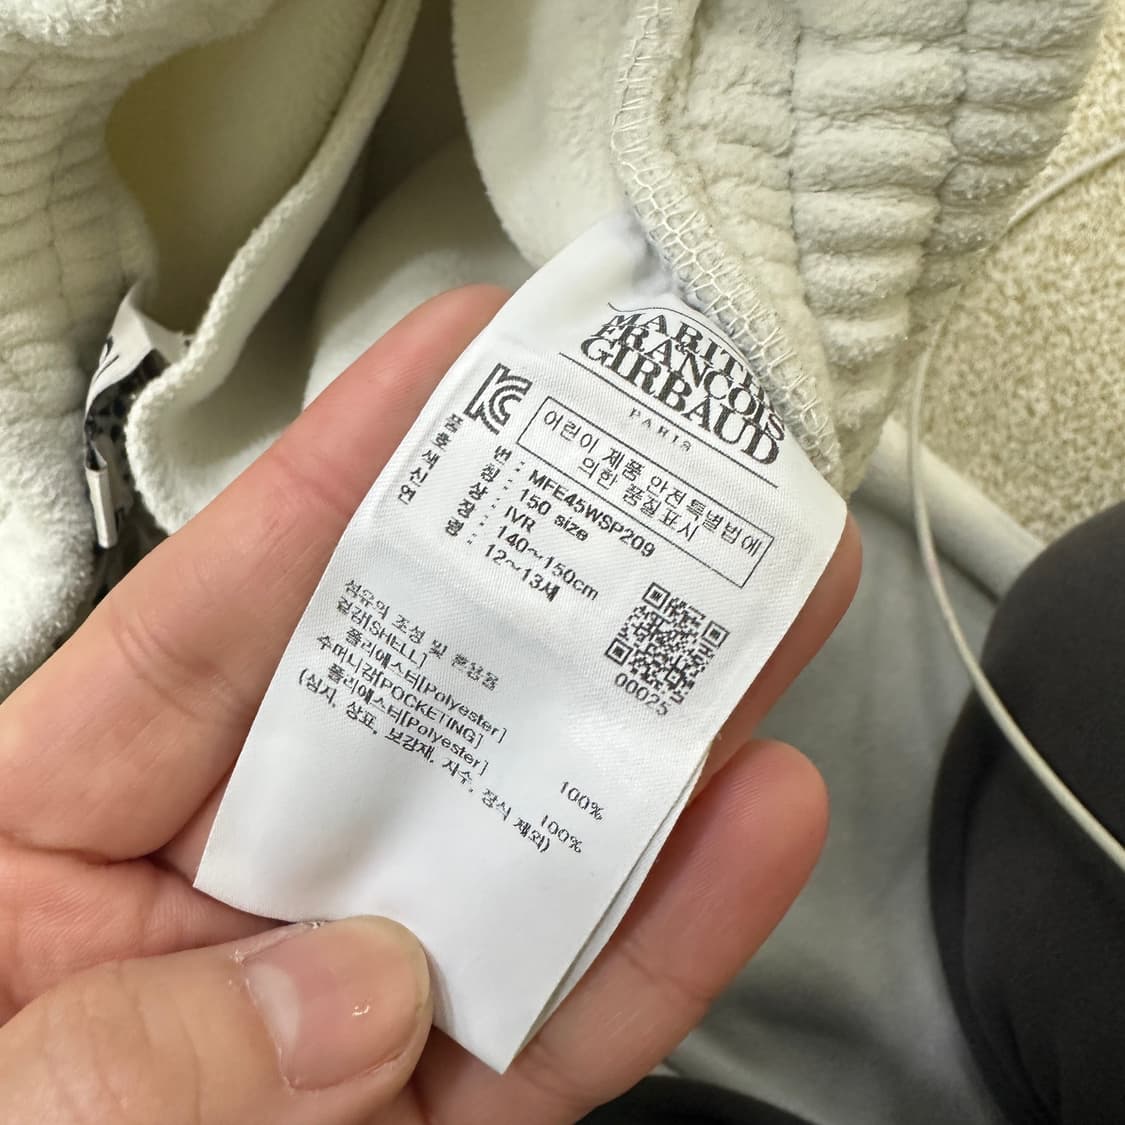 MARITHÉ
FRANCOIS
GIRBAUD
PARIS
어린이 제품 안전특별법에
의한 품질표시
품 번 : MFE45WSP209
호 칭 : 150 size
색 상 : IVR
신 장 : 140~150cm
연 령 : 12~13세
00025
섬유의 조성 및 혼용율
겉감[SHELL]
폴리에스터[Polyester] 100%
주머니감[POCKETING]
폴리에스터[Polyester] 100%
(심지, 상표, 보강재, 자수, 장식 제외)